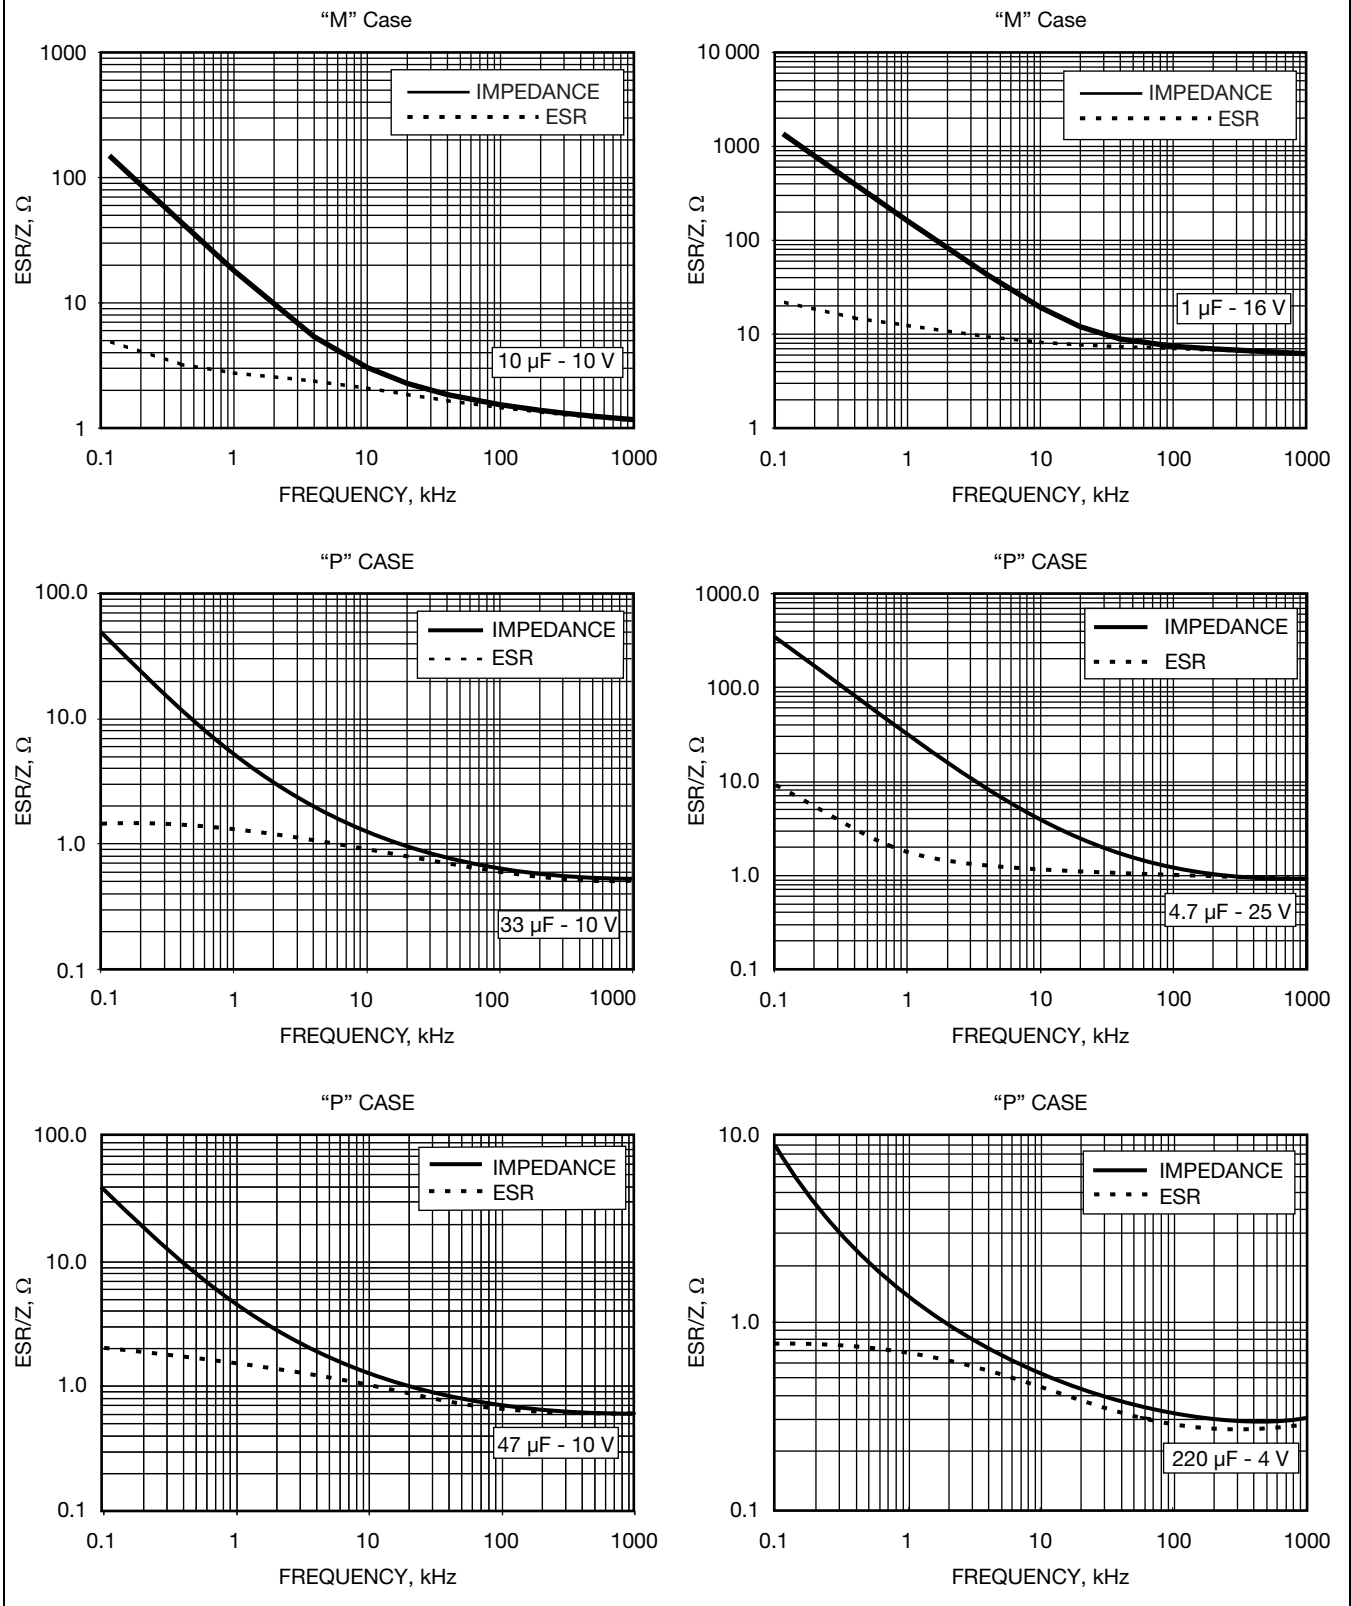 “M” Case
1000
100
10
1
ESR/Z, Ω
IMPEDANCE
ESR
10 μF - 10 V
0.1 1 10 100 1000
FREQUENCY, kHz
“M” Case
10 000
1000
100
10
1
ESR/Z, Ω
IMPEDANCE
ESR
1 μF - 16 V
0.1 1 10 100 1000
FREQUENCY, kHz
“P” CASE
100.0
10.0
1.0
0.1
ESR/Z, Ω
IMPEDANCE
ESR
33 μF - 10 V
0.1 1 10 100 1000
FREQUENCY, kHz
“P” CASE
1000.0
100.0
10.0
1.0
0.1
ESR/Z, Ω
IMPEDANCE
ESR
4.7 μF - 25 V
0.1 1 10 100 1000
FREQUENCY, kHz
“P” CASE
100.0
10.0
1.0
0.1
ESR/Z, Ω
IMPEDANCE
ESR
47 μF - 10 V
0.1 1 10 100 1000
FREQUENCY, kHz
“P” CASE
10.0
1.0
0.1
ESR/Z, Ω
IMPEDANCE
ESR
220 μF - 4 V
0.1 1 10 100 1000
FREQUENCY, kHz